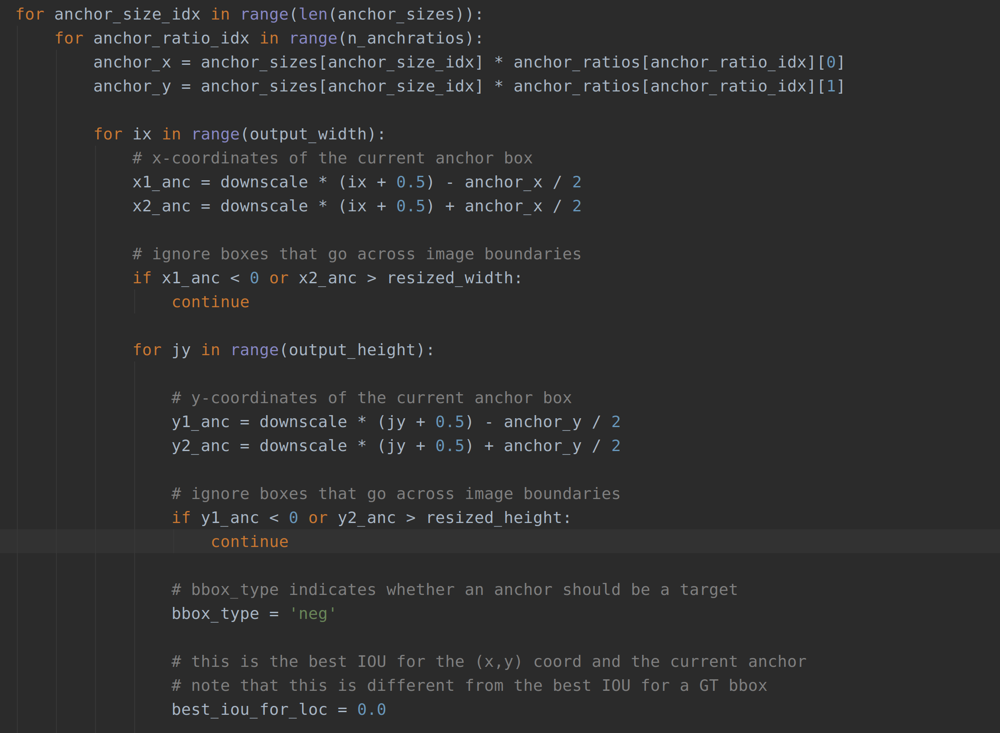 for anchor_size_idx in range(len(anchor_sizes)):
    for anchor_ratio_idx in range(n_anchratios):
        anchor_x = anchor_sizes[anchor_size_idx] * anchor_ratios[anchor_ratio_idx][0]
        anchor_y = anchor_sizes[anchor_size_idx] * anchor_ratios[anchor_ratio_idx][1]

        for ix in range(output_width):
            # x-coordinates of the current anchor box
            x1_anc = downscale * (ix + 0.5) - anchor_x / 2
            x2_anc = downscale * (ix + 0.5) + anchor_x / 2

            # ignore boxes that go across image boundaries
            if x1_anc < 0 or x2_anc > resized_width:
                continue

            for jy in range(output_height):

                # y-coordinates of the current anchor box
                y1_anc = downscale * (jy + 0.5) - anchor_y / 2
                y2_anc = downscale * (jy + 0.5) + anchor_y / 2

                # ignore boxes that go across image boundaries
                if y1_anc < 0 or y2_anc > resized_height:
                    continue

                # bbox_type indicates whether an anchor should be a target
                bbox_type = 'neg'

                # this is the best IOU for the (x,y) coord and the current anchor
                # note that this is different from the best IOU for a GT bbox
                best_iou_for_loc = 0.0